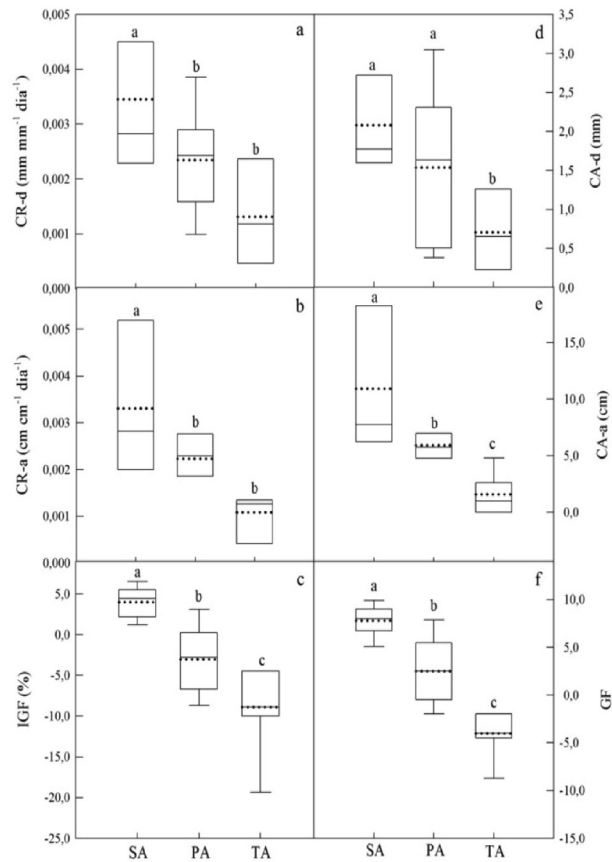 0,005 a d 3,5
a b a a
0,004 3,0
2,5
0,003 b 2,0
0,002 b 1,5
1,0
0,001 0,5
0,000 0,0
CR-d (mm mm⁻¹ dia⁻¹)
CA-d (mm)
a b a e
0,005
15,0
0,004
0,003 b b 10,0
0,002 b c 5,0
0,001 0,0
0,000
CR-a (cm cm⁻¹ dia⁻¹)
CA-a (cm)
a c a f
5,0 b b 10,0
0,0 5,0
-5,0 c 0,0
-10,0 c -5,0
-15,0
-20,0 -10,0
-25,0 -15,0
IGF (%)
GF
SA PA TA SA PA TA